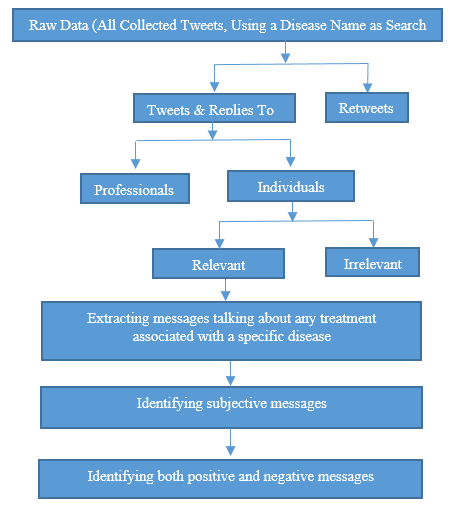 Raw Data (All Collected Tweets, Using a Disease Name as Search
Tweets & Replies To
Retweets
Professionals
Individuals
Relevant
Irrelevant
Extracting messages talking about any treatment
associated with a specific disease
Identifying subjective messages
Identifying both positive and negative messages